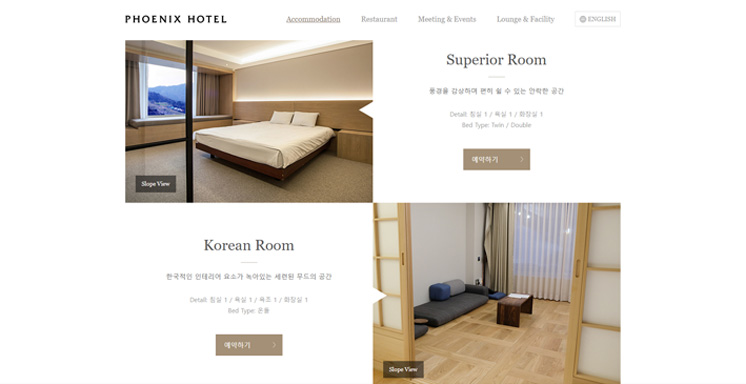 PHOENIX HOTEL
Accommodation
Restaurant
Meeting & Events
Lounge & Facility
ENGLISH
Superior Room
풍경을 감상하며 편히 쉴 수 있는 안락한 공간
Detail: 침실 1 / 욕실 1 / 화장실 1
Bed Type: Twin / Double
예약하기
Slope View
Korean Room
한국적인 인테리어 요소가 녹아있는 세련된 무드의 공간
Detail: 침실 1 / 욕실 1 / 욕조 1 / 화장실 1
Bed Type: 온돌
예약하기
Slope View